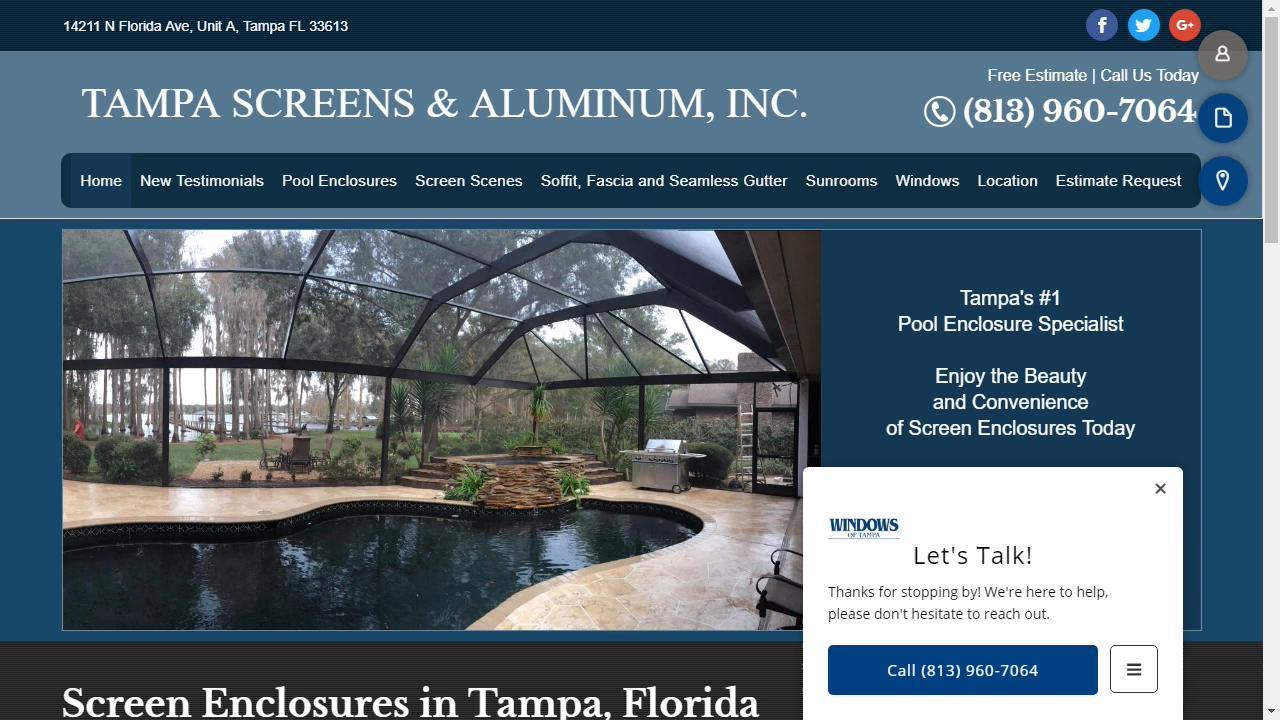 14211 N Florida Ave, Unit A, Tampa FL 33613
G+
Free Estimate | Call Us Today
TAMPA SCREENS & ALUMINUM, INC.
(813) 960-7064
Home New Testimonials Pool Enclosures Screen Scenes Soffit, Fascia and Seamless Gutter Sunrooms Windows Location Estimate Request
Tampa's #1
Pool Enclosure Specialist
Enjoy the Beauty
and Convenience
of Screen Enclosures Today
WINDOWS
OF TAMPA
Let's Talk!
Thanks for stopping by! We're here to help,
please don't hesitate to reach out.
Call (813) 960-7064
Screen Enclosures in Tampa, Florida